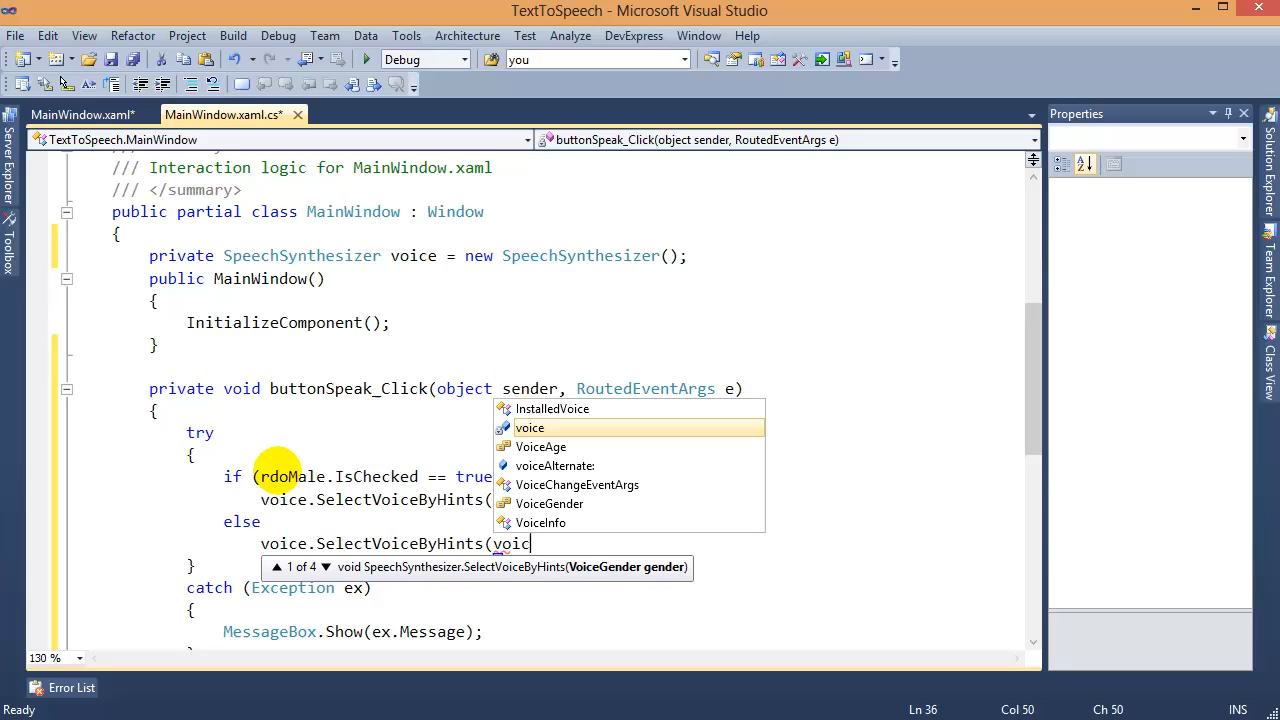 TextToSpeech - Microsoft Visual Studio
File Edit View Refactor Project Build Debug Team Data Tools Architecture Test Analyze DevExpress Window Help
Debug you
MainWindow.xaml* MainWindow.xaml.cs*
TextToSpeech.MainWindow buttonSpeak_Click(object sender, RoutedEventArgs e)
/// Interaction logic for MainWindow.xaml
/// </summary>
public partial class MainWindow : Window
{
private SpeechSynthesizer voice = new SpeechSynthesizer();
public MainWindow()
{
InitializeComponent();
}
private void buttonSpeak_Click(object sender, RoutedEventArgs e)
{
try
{
if (rdoMale.IsChecked == true
voice.SelectVoiceByHints(
else
voice.SelectVoiceByHints(voic
}
catch (Exception ex)
{
MessageBox.Show(ex.Message);
InstalledVoice
voice
VoiceAge
voiceAlternate:
VoiceChangeEventArgs
VoiceGender
VoiceInfo
1 of 4 void SpeechSynthesizer.SelectVoiceByHints(VoiceGender gender)
130 %
Server Explorer
Toolbox
Properties
Solution Explorer
Team Explorer
Class View
Error List
Ready Ln 36 Col 50 Ch 50 INS